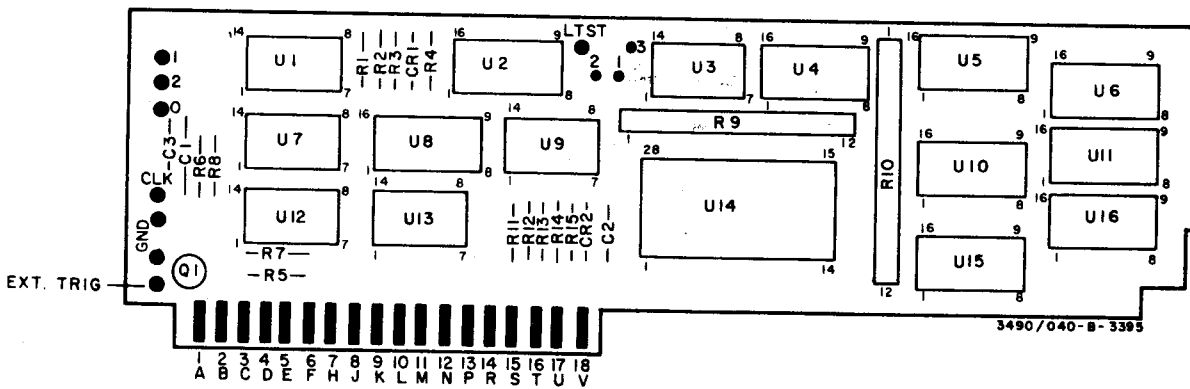 14 8 16 9 LTST 3 14 8 16 9 1 16 9
1 U1 R1 R2 R3 CR1 R4 U2 2 1 U3 U4 U5 16 9
2 1 7 1 8 1 7 1 8 1 8 U6
0 14 8 16 9 14 8 R9 1 8
1 12 16 9
C3 C1 R6 R8 U7 U8 U9 28 15 16 9 U11
CLK 1 7 1 8 1 7 R10 U10 1 8
14 8 14 8 U14 1 8 16 9
U12 U13 R11 R12 R13 R14 R15 CR2 C2 U16
GND 1 7 1 7 16 9 1 8
R7 1 14 U15
EXT. TRIG Q1 R5 12 1 8
3490/040-B-3395
1 2 3 4 5 6 7 8 9 10 11 12 13 14 15 16 17 18
A B C D E F H J K L M N P R S T U V